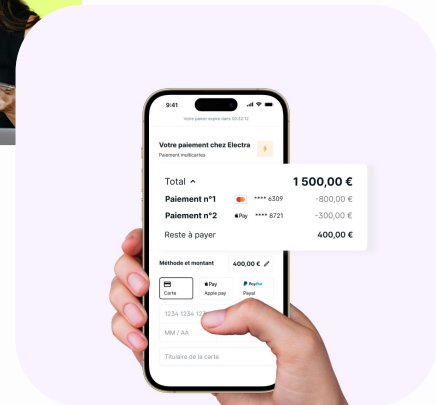 9:41
Votre panier expire dans 00:32:12
Votre paiement chez Electra
Paiement multicartes
Total 1 500,00 €
Paiement n°1 **** 6309 -800,00 €
Paiement n°2 Pay **** 8721 -300,00 €
Reste à payer 400,00 €
Méthode et montant 400,00 €
Pay PayPal
Carte Apple pay Paypal
1234 1234 123
MM / AA
Titulaire de la carte